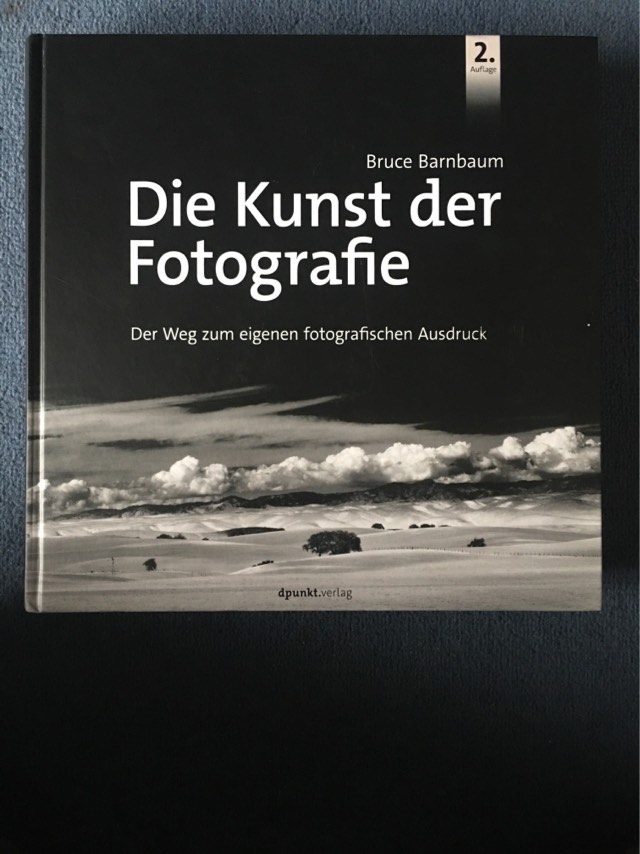 2.
Auflage
Bruce Barnbaum
Die Kunst der
Fotografie
Der Weg zum eigenen fotografischen Ausdruck
dpunkt.verlag